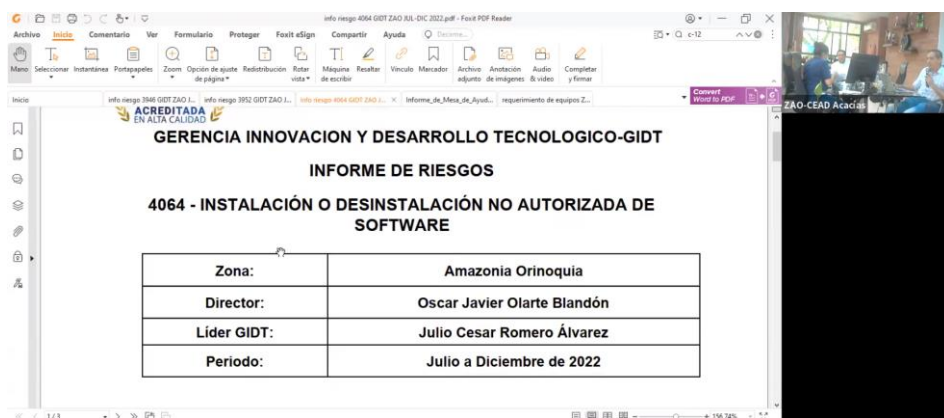 info riesgo 4064 GIDT ZAO JUL-DIC 2022.pdf - Foxit PDF Reader
Archivo Inicio Comentario Ver Formulario Proteger Foxit eSign Compartir Ayuda
c-12
Mano Seleccionar Instantánea Portapapeles Zoom Opción de ajuste de página Redistribución Rotar vista Máquina de escribir Resaltar Vínculo Marcador Archivo adjunto Anotación de imágenes Audio & vídeo Completar y firmar
Inicio info riesgo 3946 GIDT ZAO J... info riesgo 3952 GIDT ZAO J... info riesgo 4064 GIDT ZAO J... Informe_de_Mesa_de_Ayud... requerimiento de equipos Z...
Convert
Word to PDF
ZAO-CEAD Acacías
ACREDITADA
EN ALTA CALIDAD
GERENCIA INNOVACION Y DESARROLLO TECNOLOGICO-GIDT
INFORME DE RIESGOS
4064 - INSTALACIÓN O DESINSTALACIÓN NO AUTORIZADA DE
SOFTWARE
Zona: Amazonia Orinoquia
Director: Oscar Javier Olarte Blandón
Líder GIDT: Julio Cesar Romero Álvarez
Periodo: Julio a Diciembre de 2022
1/3
156.74%